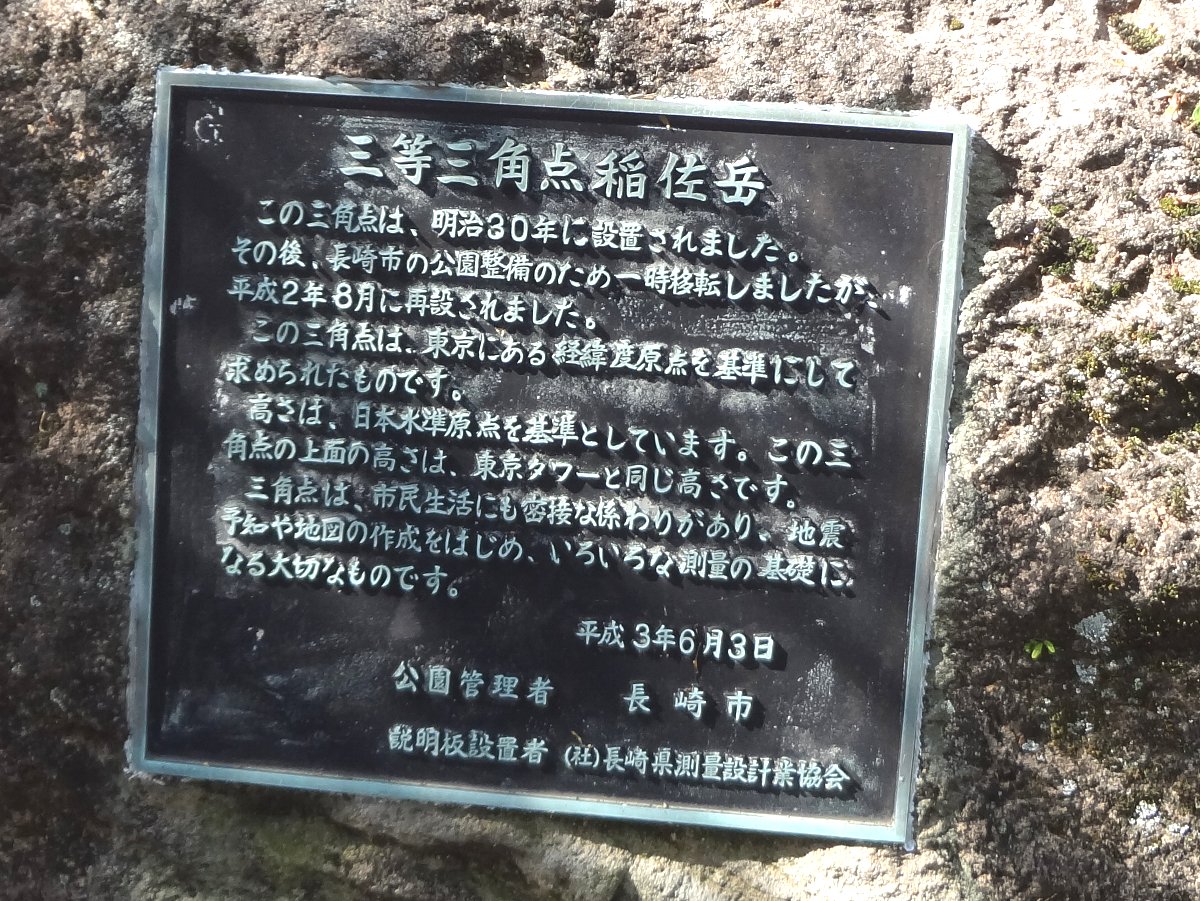 三等三角点稲佐岳
この三角点は、明治30年に設置されました。
その後、長崎市の公園整備のため一時移転しましたが、
平成2年8月に再設されました。
この三角点は、東京にある経緯度原点を基準にして
求められたものです。
高さは、日本水準原点を基準としています。この三
角点の上面の高さは、東京タワーと同じ高さです。
三角点は、市民生活にも密接な係わりがあり、地震
予知や地図の作成をはじめ、いろいろな測量の基礎に
なる大切なものです。
平成3年6月3日
公園管理者 長崎市
説明板設置者 (社)長崎県測量設計業協会